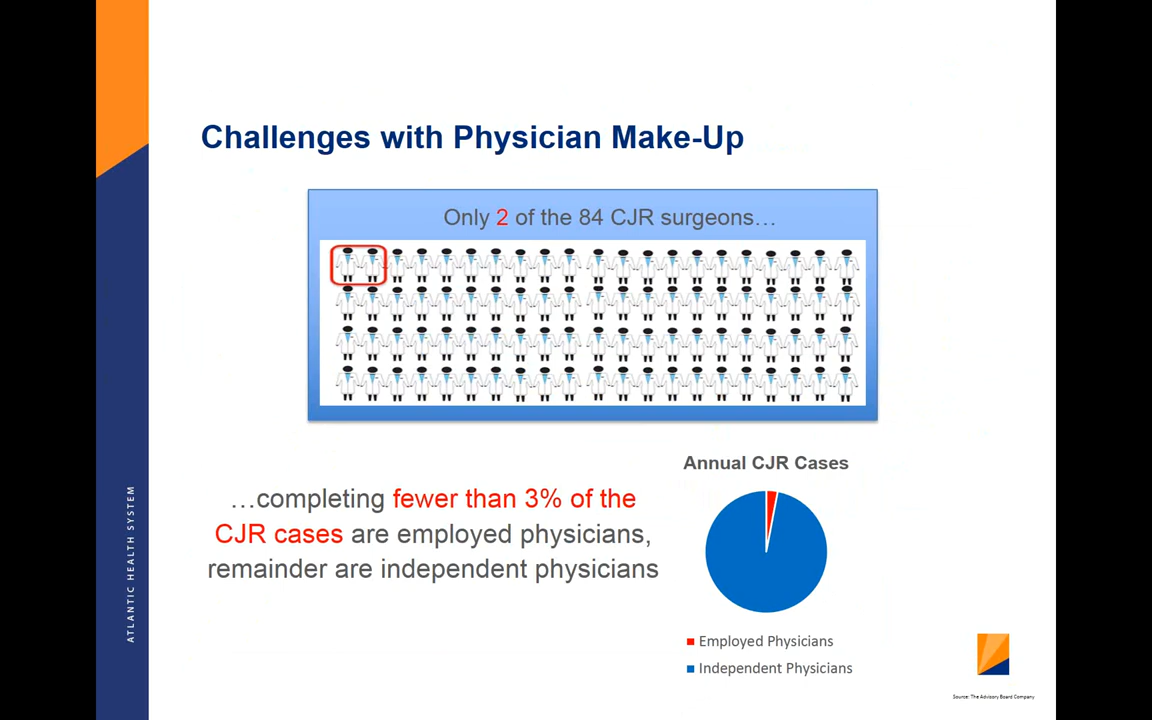 Challenges with Physician Make-Up
Only 2 of the 84 CJR surgeons…
…completing fewer than 3% of the
CJR cases are employed physicians,
remainder are independent physicians
Annual CJR Cases
Employed Physicians
Independent Physicians
ATLANTIC HEALTH SYSTEM
Source: The Advisory Board Company